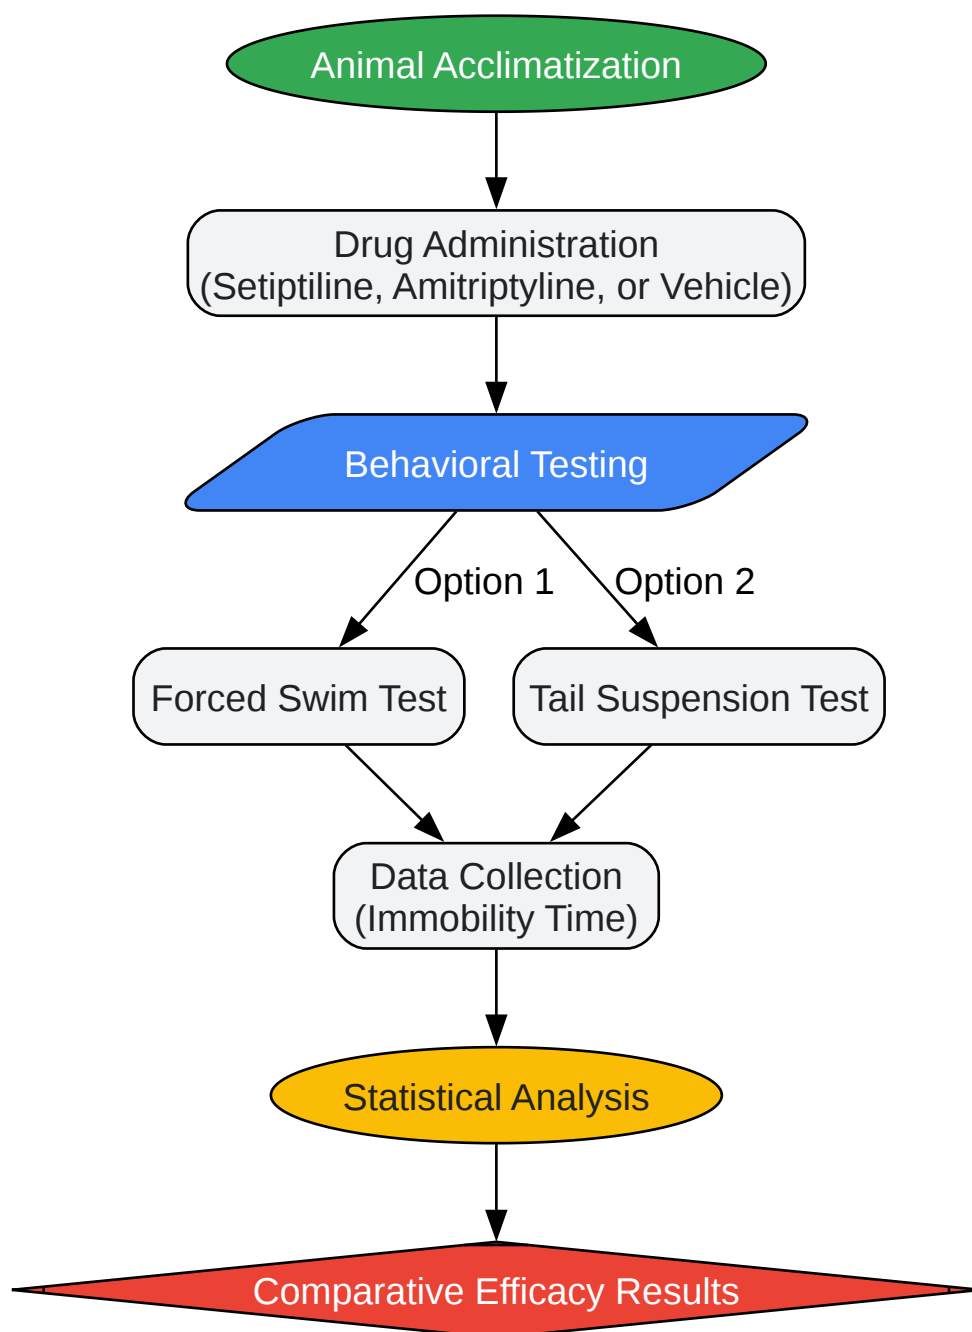 Animal Acclimatization
Drug Administration
(Setiptiline, Amitriptyline, or Vehicle)
Behavioral Testing
Option 1
Option 2
Forced Swim Test
Tail Suspension Test
Data Collection
(Immobility Time)
Statistical Analysis
Comparative Efficacy Results